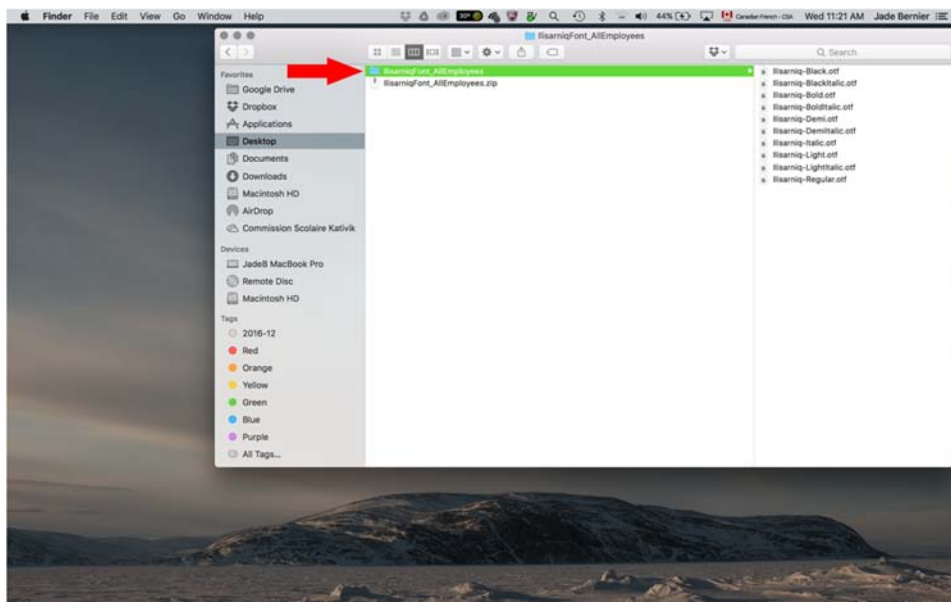 Finder File Edit View Go Window Help 44% Canadian French - CSA Wed 11:21 AM Jade Bernier
IlisarniqFont_AllEmployees
Search
Favorites
Google Drive
Dropbox
Applications
Desktop
Documents
Downloads
Macintosh HD
AirDrop
Commission Scolaire Kativik
Devices
JadeB MacBook Pro
Remote Disc
Macintosh HD
Tags
2016-12
Red
Orange
Yellow
Green
Blue
Purple
All Tags...
IlisarniqFont_AllEmployees
IlisarniqFont_AllEmployees.zip
Ilisarniq-Black.otf
Ilisarniq-BlackItalic.otf
Ilisarniq-Bold.otf
Ilisarniq-BoldItalic.otf
Ilisarniq-Demi.otf
Ilisarniq-DemiItalic.otf
Ilisarniq-Italic.otf
Ilisarniq-Light.otf
Ilisarniq-LightItalic.otf
Ilisarniq-Regular.otf